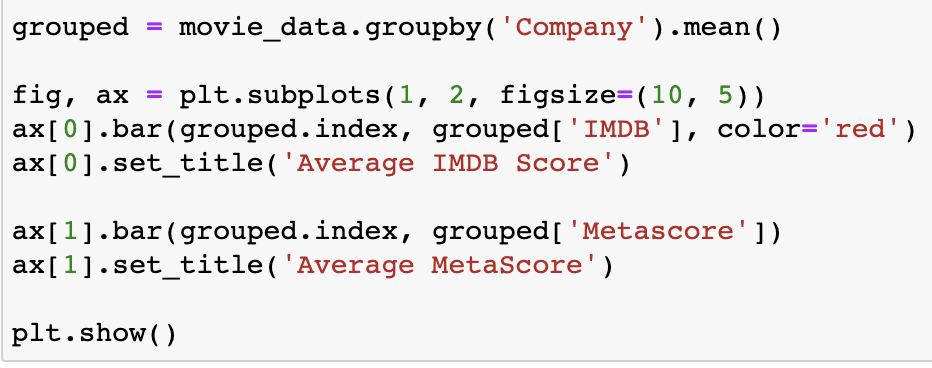 grouped = movie_data.groupby('Company').mean()
fig, ax = plt.subplots(1, 2, figsize=(10, 5))
ax[0].bar(grouped.index, grouped['IMDB'], color='red')
ax[0].set_title('Average IMDB Score')
ax[1].bar(grouped.index, grouped['Metascore'])
ax[1].set_title('Average MetaScore')
plt.show()